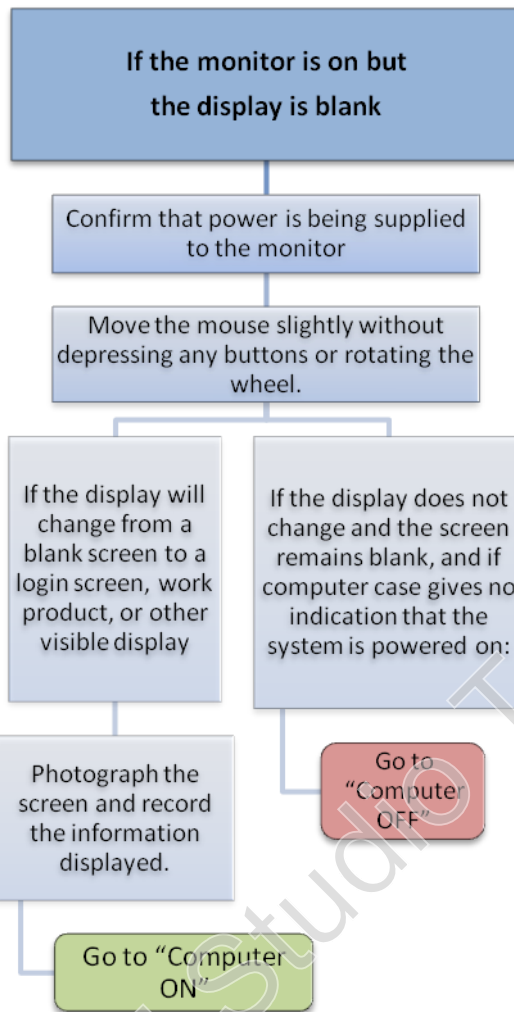 If the monitor is on but
the display is blank
Confirm that power is being supplied
to the monitor
Move the mouse slightly without
depressing any buttons or rotating the
wheel.
If the display will
change from a
blank screen to a
login screen, work
product, or other
visible display
If the display does not
change and the screen
remains blank, and if
computer case gives no
indication that the
system is powered on:
Photograph the
screen and record
the information
displayed.
Go to
“Computer
OFF”
Go to “Computer
ON”
Studio